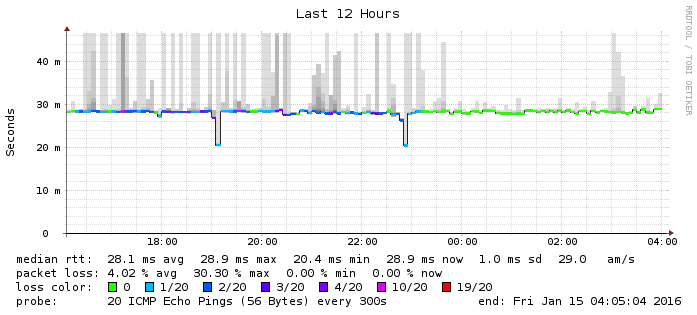 Last 12 Hours
RRDTOOL / TOBI OETIKER
Seconds
40 m
30 m
20 m
10 m
0
18:00 20:00 22:00 00:00 02:00 04:00
median rtt: 28.1 ms avg 28.9 ms max 20.4 ms min 28.9 ms now 1.0 ms sd 29.0 am/s
packet loss: 4.02 % avg 30.30 % max 0.00 % min 0.00 % now
loss color: 0 1/20 2/20 3/20 4/20 10/20 19/20
probe: 20 ICMP Echo Pings (56 Bytes) every 300s end: Fri Jan 15 04:05:04 2016